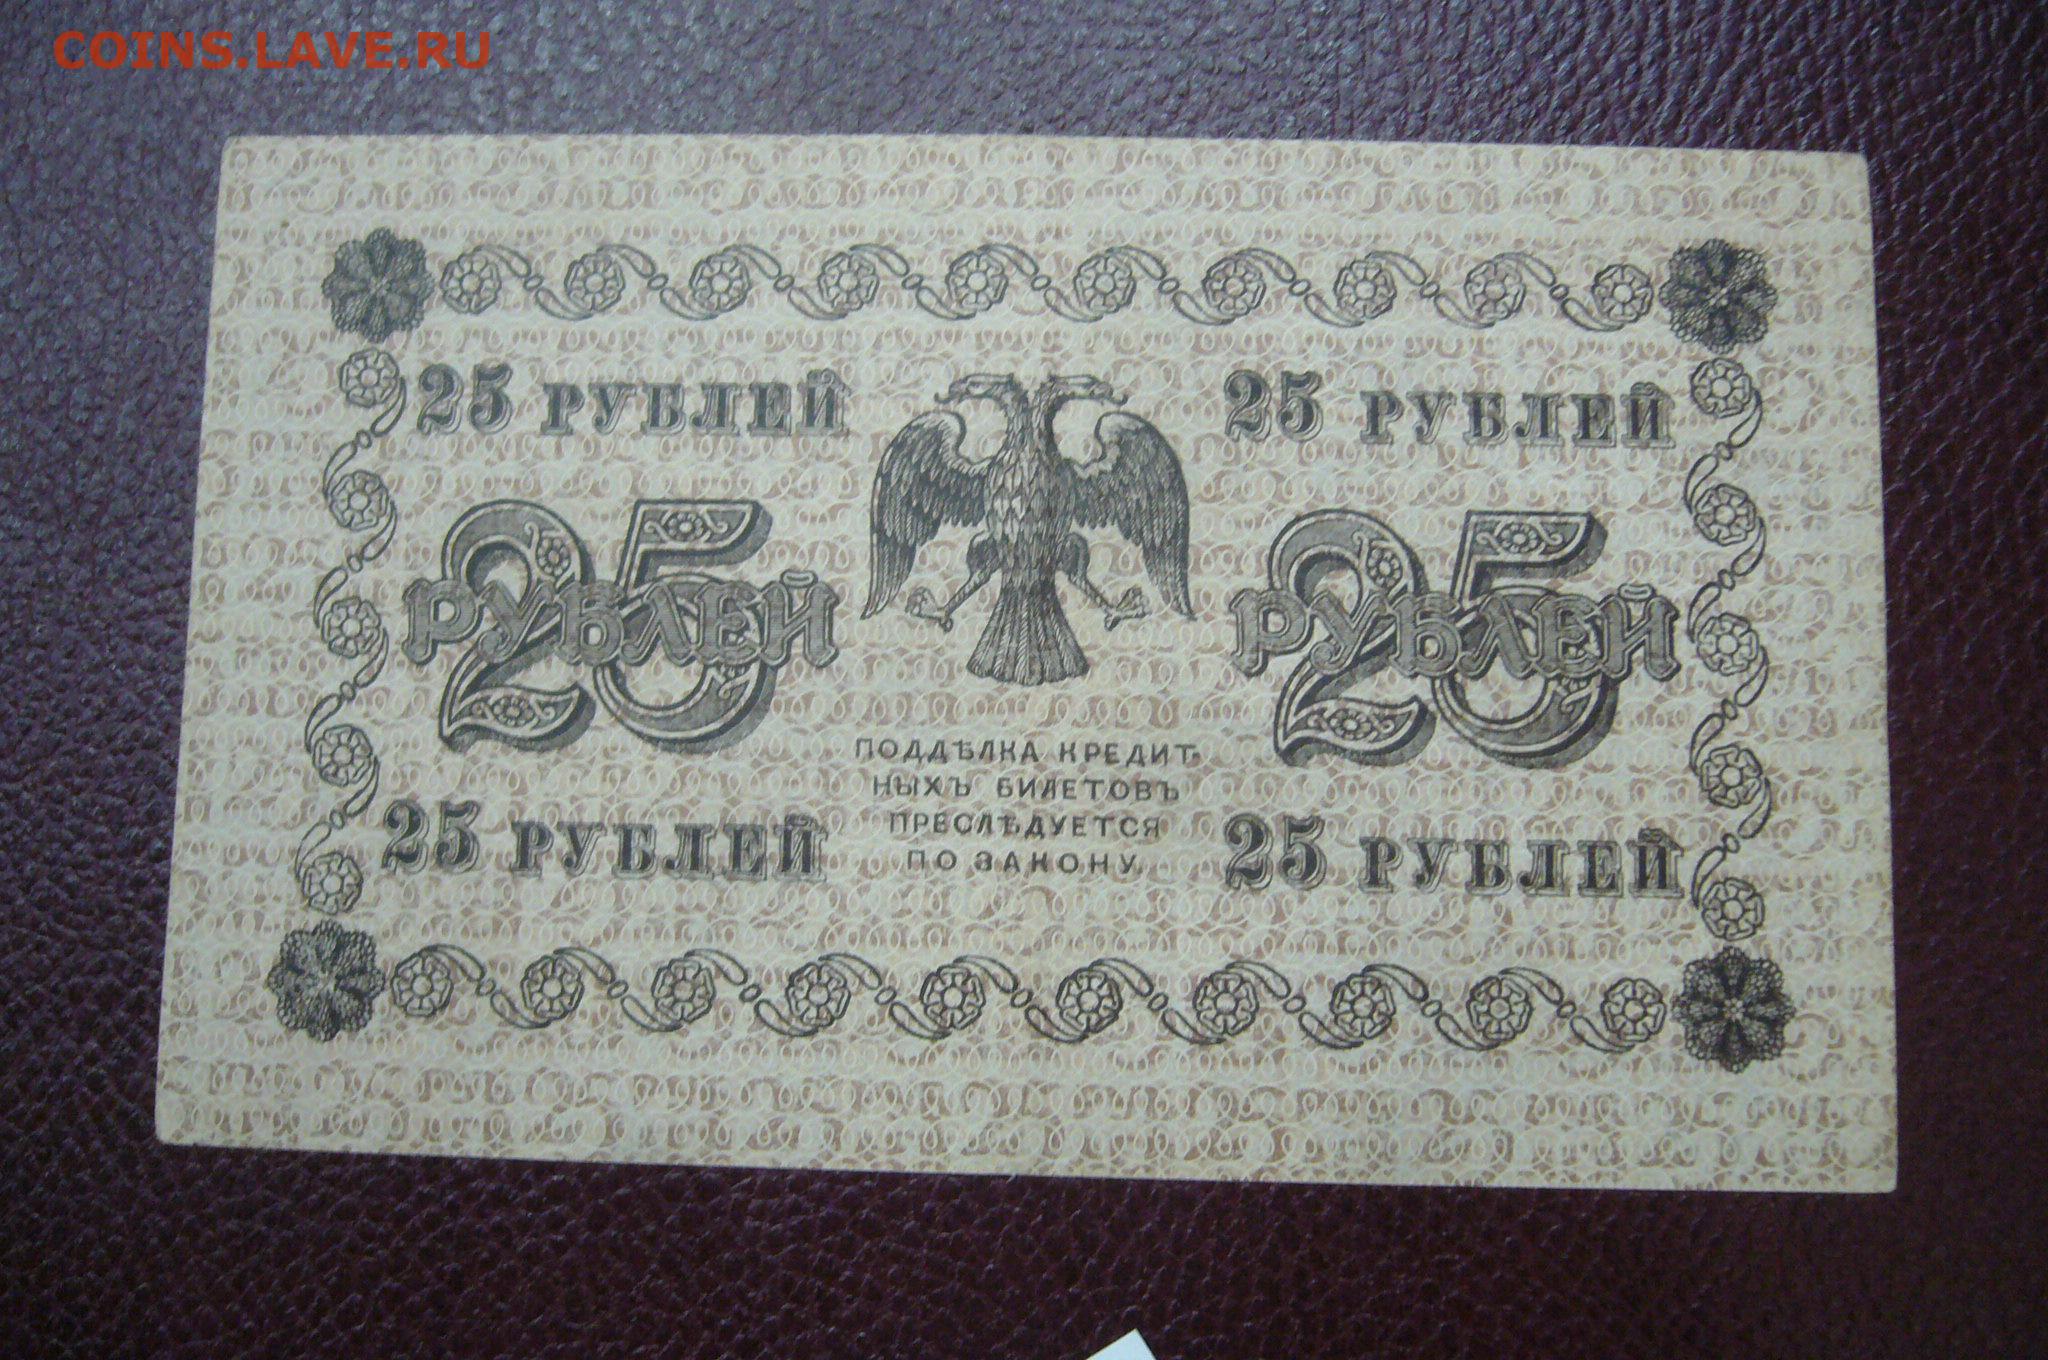 COINS.LAVE.RU
25 РУБЛЕЙ
25 РУБЛЕЙ
25 РУБЛЕЙ
25 РУБЛЕЙ
ПОДДѢЛКА КРЕДИТ-
НЫХЪ БИЛЕТОВЪ
ПРЕСЛѢДУЕТСЯ
ПО ЗАКОНУ.
25 РУБЛЕЙ
25 РУБЛЕЙ